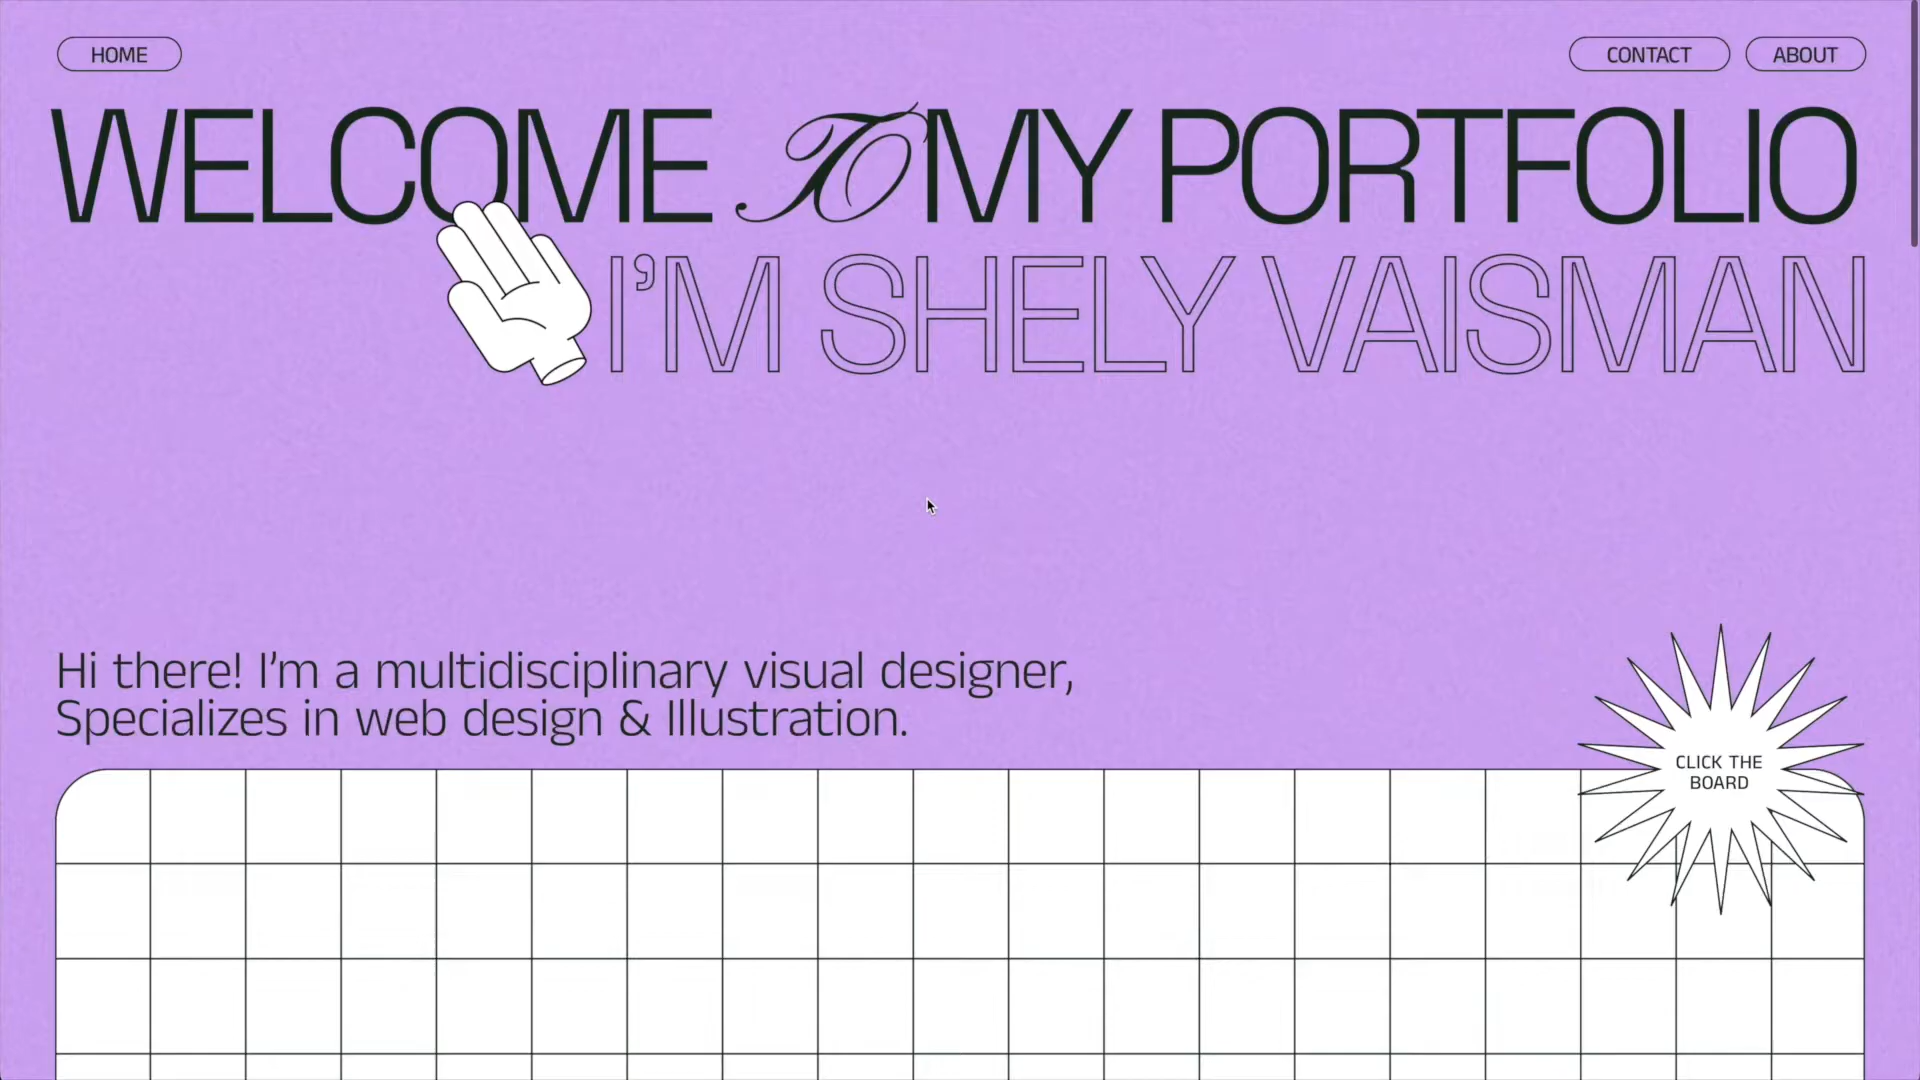 HOME
CONTACT
ABOUT
WELCOME TO MY PORTFOLIO
I’M SHELY VAISMAN
Hi there! I’m a multidisciplinary visual designer,
Specializes in web design & Illustration.
CLICK THE
BOARD